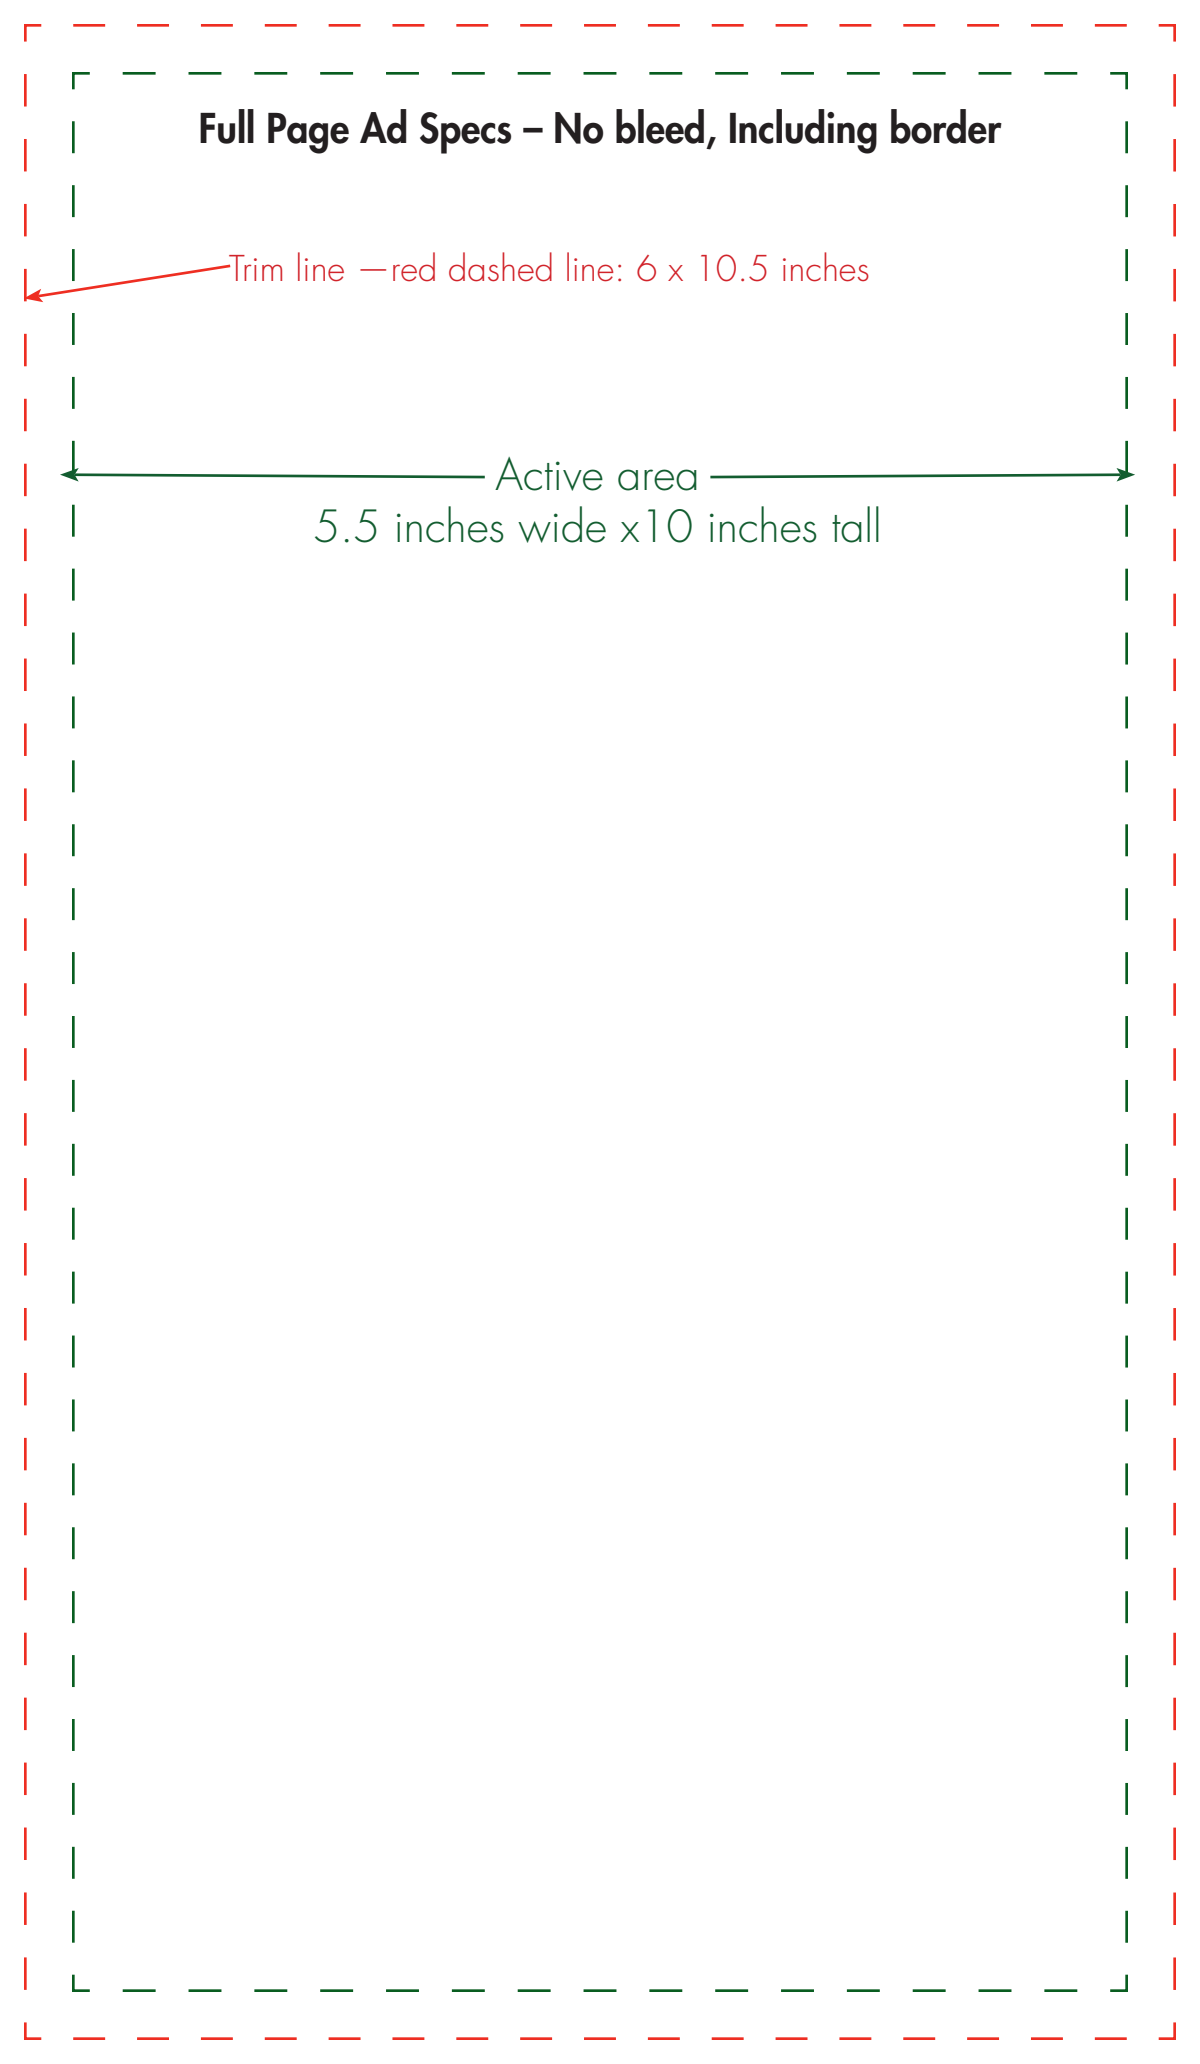 Full Page Ad Specs – No bleed, Including border
Trim line —red dashed line: 6 x 10.5 inches
Active area
5.5 inches wide x10 inches tall